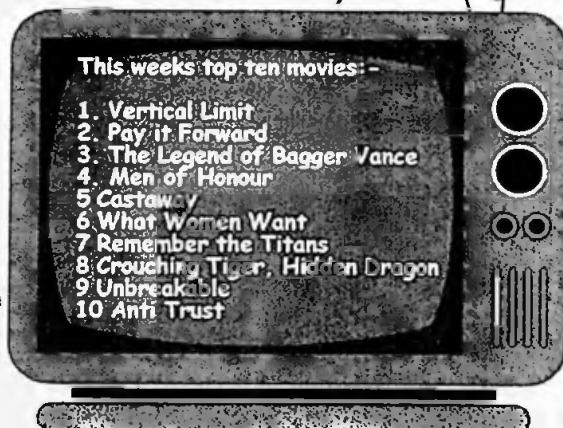 This weeks top ten movies:-
1. Vertical Limit
2. Pay it Forward
3. The Legend of Bagger Vance
4. Men of Honour
5 Castaway
6 What Women Want
7 Remember the Titans
8 Crouching Tiger, Hidden Dragon
9 Unbreakable
10 Anti Trust